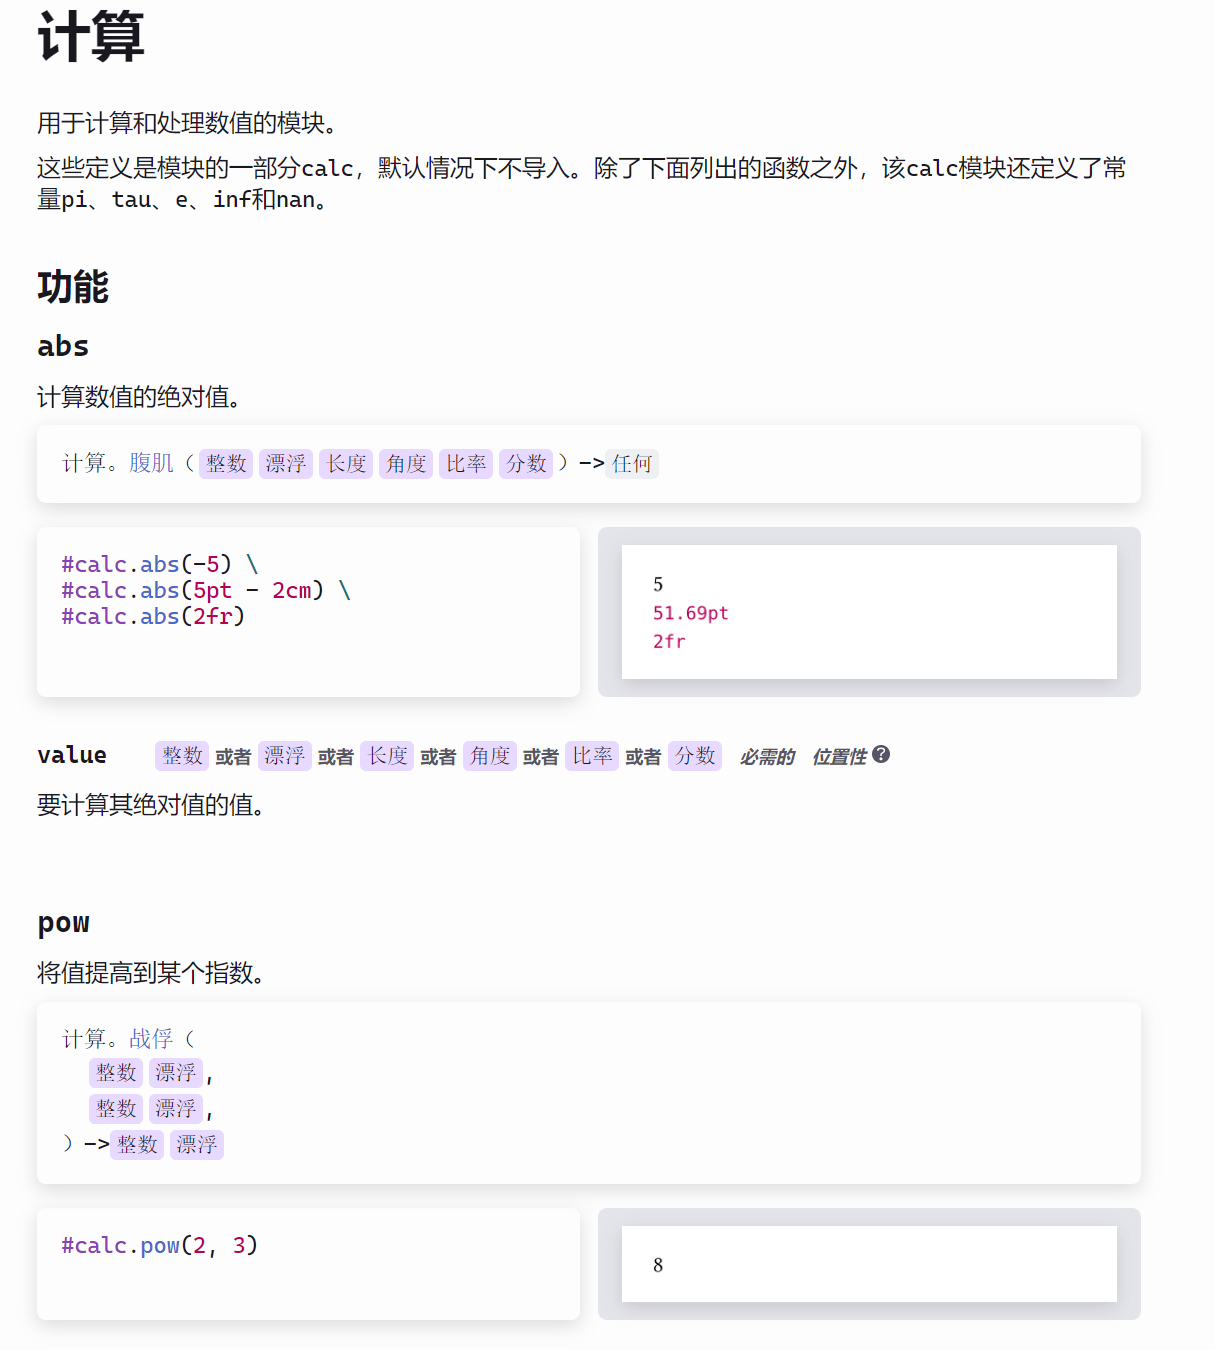 计算
用于计算和处理数值的模块。
这些定义是模块的一部分calc，默认情况下不导入。除了下面列出的函数之外，该calc模块还定义了常
量pi、tau、e、inf和nan。
功能
abs
计算数值的绝对值。
计算。腹肌（ 整数 漂浮 长度 角度 比率 分数 ）->任何
#calc.abs(-5) \
#calc.abs(5pt - 2cm) \
#calc.abs(2fr)
5
51.69pt
2fr
value 整数 或者 漂浮 或者 长度 或者 角度 或者 比率 或者 分数 必需的 位置性 ?
要计算其绝对值的值。
pow
将值提高到某个指数。
计算。战俘（
整数 漂浮 ,
整数 漂浮 ,
）->整数 漂浮
#calc.pow(2, 3)
8